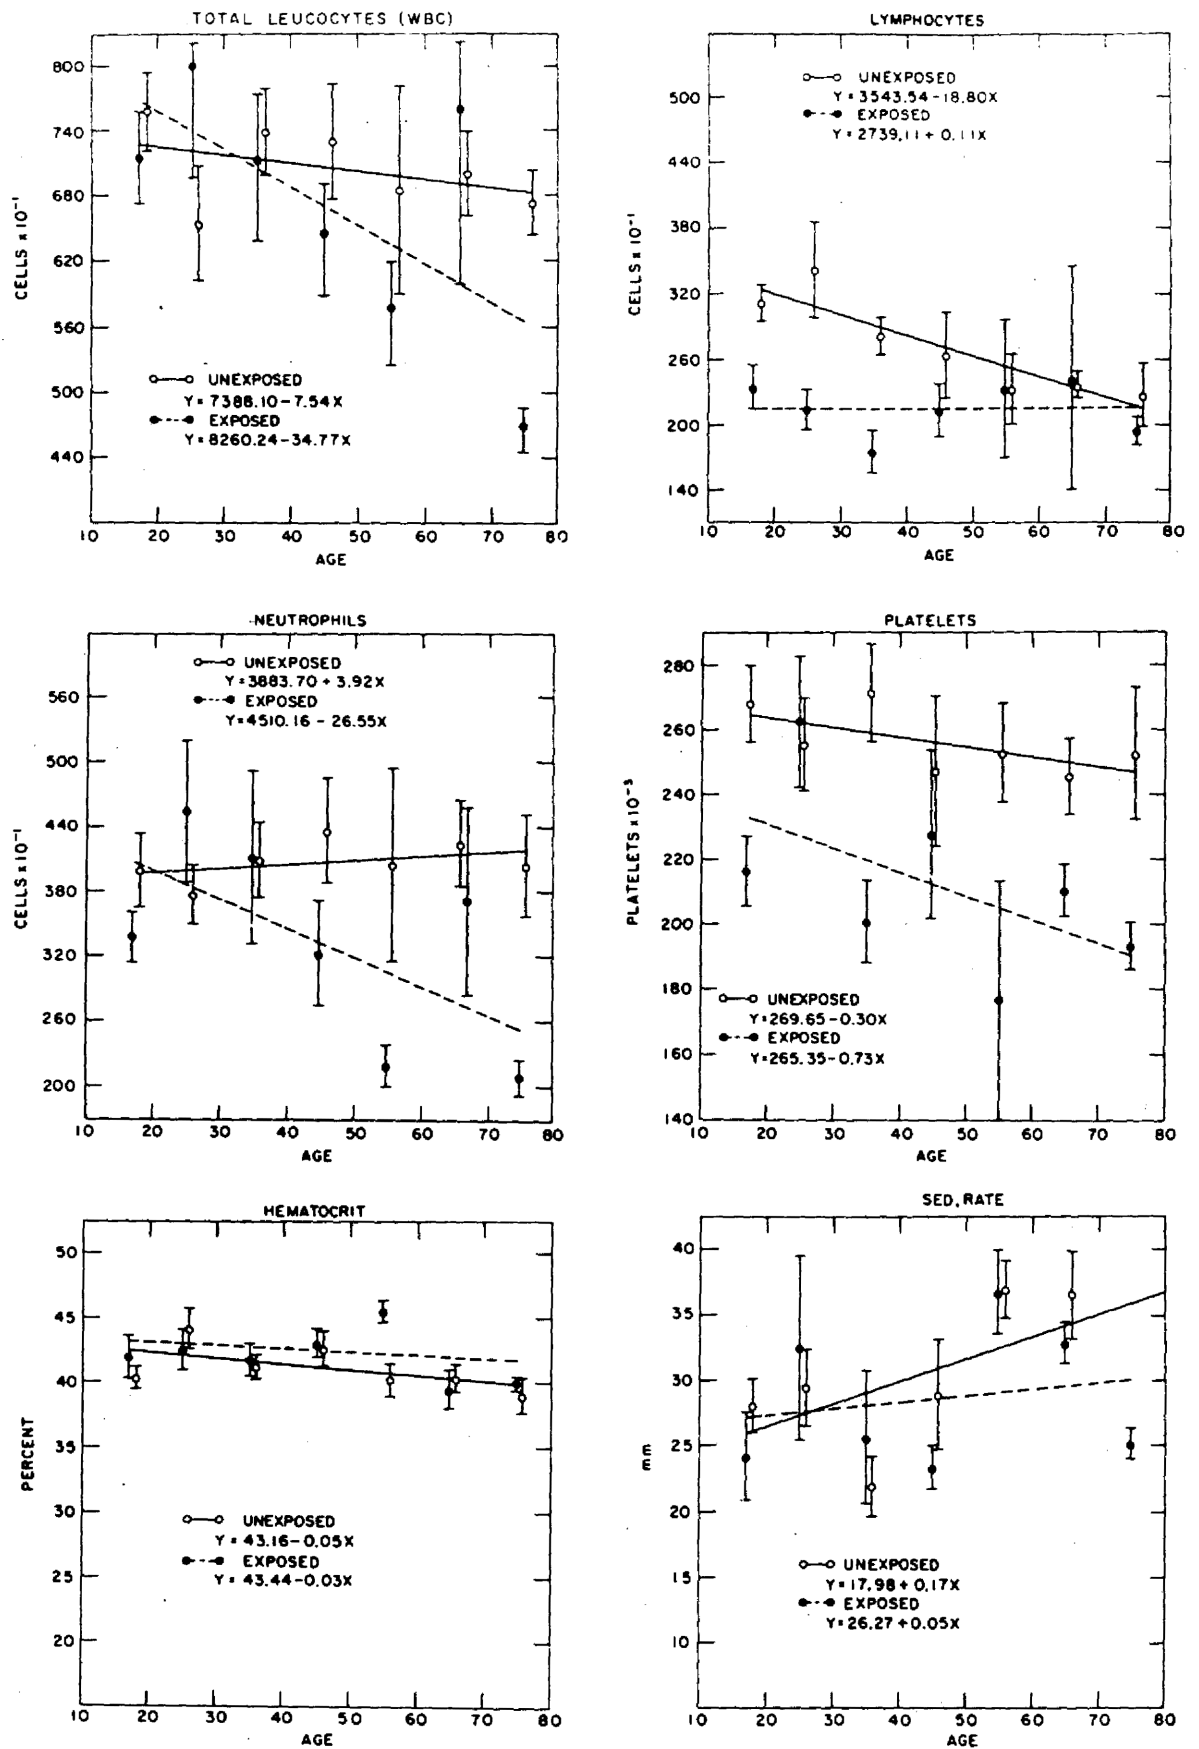 TOTAL LEUCOCYTES (WBC)
800
740
680
620
560
500
440
CELLS x 10⁻¹
UNEXPOSED
Y = 7388.10-7.54X
EXPOSED
Y = 8260.24-34.77X
10 20 30 40 50 60 70 80
AGE
LYMPHOCYTES
500
440
380
320
260
200
140
CELLS x 10⁻¹
UNEXPOSED
Y = 3543.54-18.80X
EXPOSED
Y = 2739.11 + 0.11X
10 20 30 40 50 60 70 80
AGE
NEUTROPHILS
560
500
440
380
320
260
200
CELLS x 10⁻¹
UNEXPOSED
Y = 3883.70 + 3.92X
EXPOSED
Y = 4510.16 - 26.55X
10 20 30 40 50 60 70 80
AGE
PLATELETS
280
260
240
220
200
180
160
140
PLATELETS x 10⁻³
UNEXPOSED
Y = 269.65-0.30X
EXPOSED
Y = 265.35-0.73X
10 20 30 40 50 60 70 80
AGE
HEMATOCRIT
50
45
40
35
30
25
20
PERCENT
UNEXPOSED
Y = 43.16-0.05X
EXPOSED
Y = 43.44-0.03X
10 20 30 40 50 60 70 80
AGE
SED. RATE
40
35
30
25
20
15
10
5
mm
UNEXPOSED
Y = 17.98 + 0.17X
EXPOSED
Y = 26.27 + 0.05X
10 20 30 40 50 60 70 80
AGE